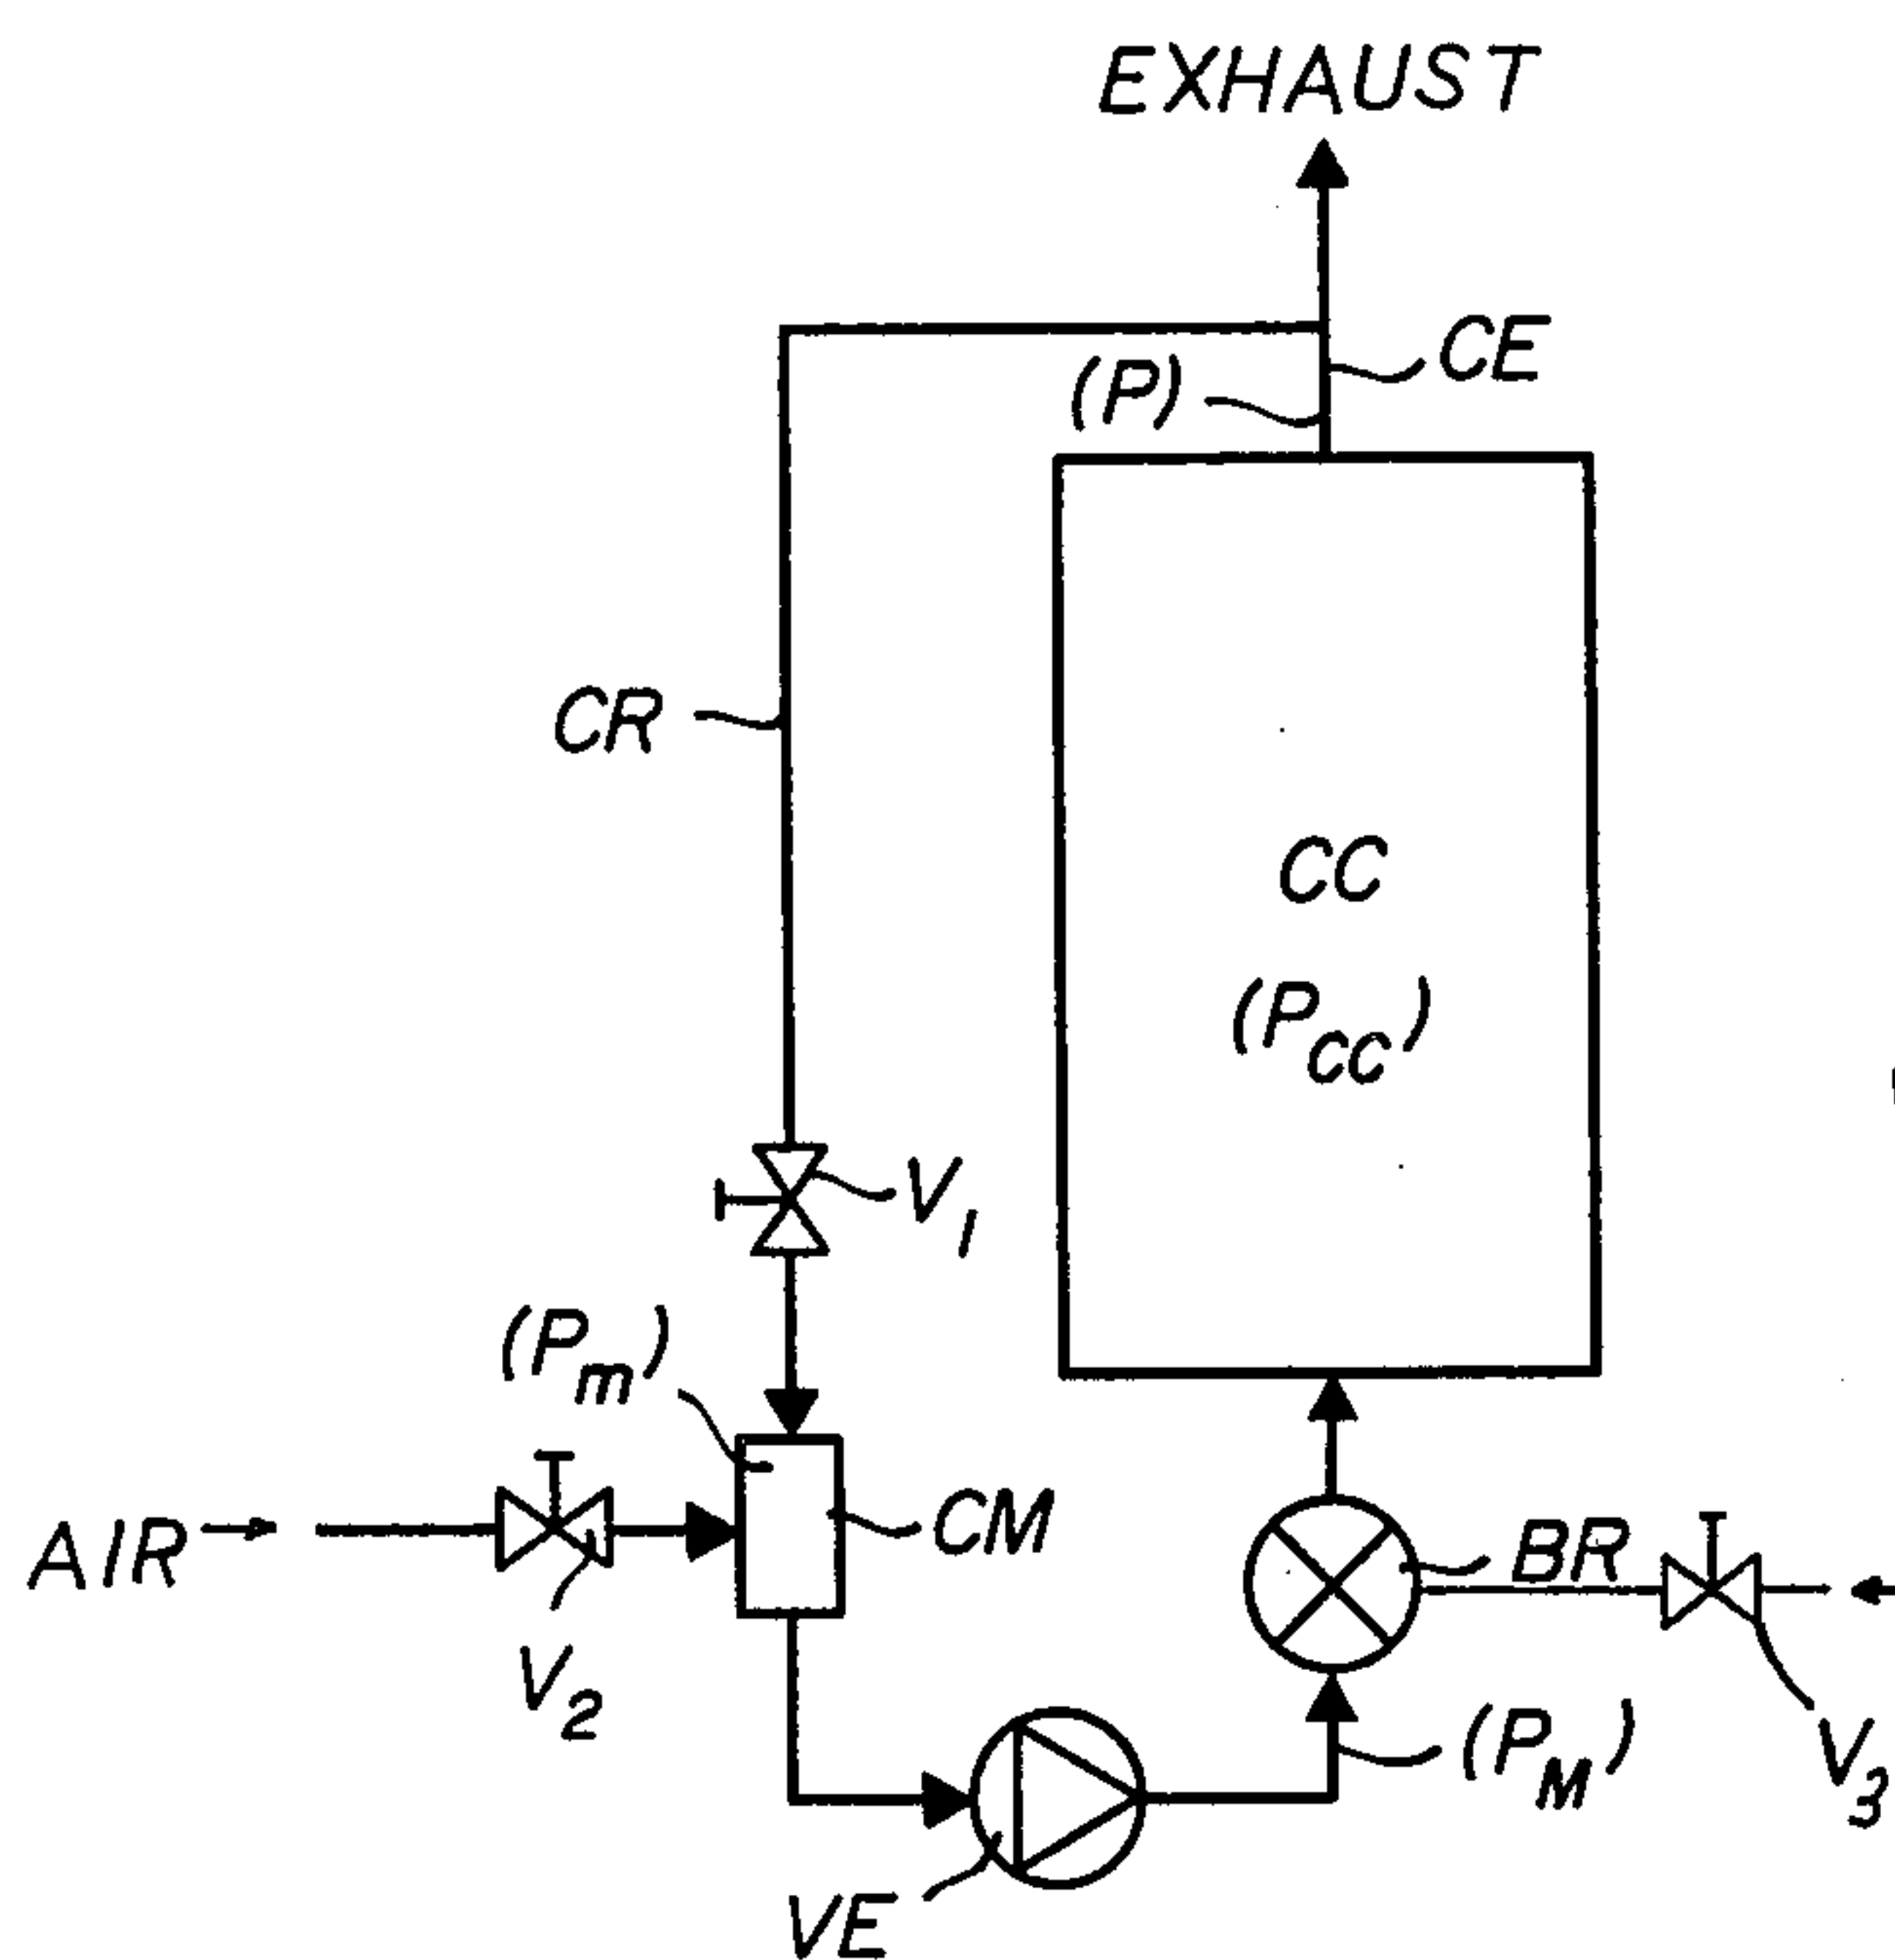 EXHAUST
CE
(P)
CR
CC
(P_CC)
V_1
(P_m)
AIR
CM
BR
V_2
(P_M)
V_3
VE